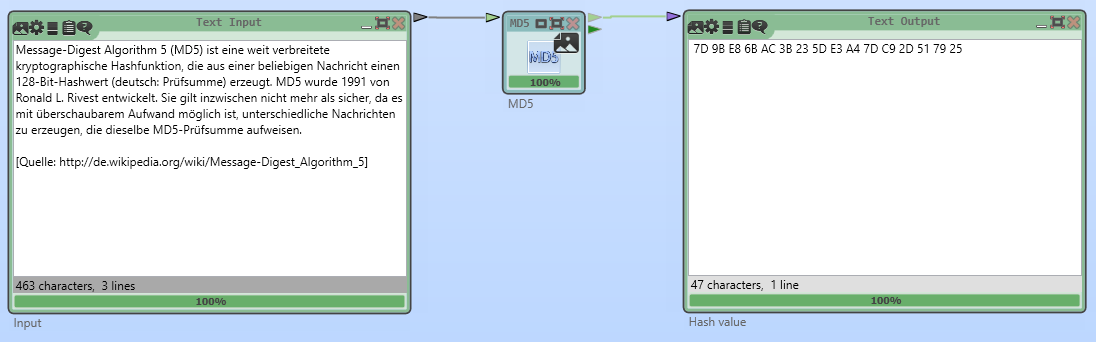 Text Input
Message-Digest Algorithm 5 (MD5) ist eine weit verbreitete
kryptographische Hashfunktion, die aus einer beliebigen Nachricht einen
128-Bit-Hashwert (deutsch: Prüfsumme) erzeugt. MD5 wurde 1991 von
Ronald L. Rivest entwickelt. Sie gilt inzwischen nicht mehr als sicher, da es
mit überschaubarem Aufwand möglich ist, unterschiedliche Nachrichten
zu erzeugen, die dieselbe MD5-Prüfsumme aufweisen.
[Quelle: http://de.wikipedia.org/wiki/Message-Digest_Algorithm_5]
463 characters, 3 lines
100%
Input
MD5
MD5
100%
MD5
Text Output
7D 9B E8 6B AC 3B 23 5D E3 A4 7D C9 2D 51 79 25
47 characters, 1 line
100%
Hash value